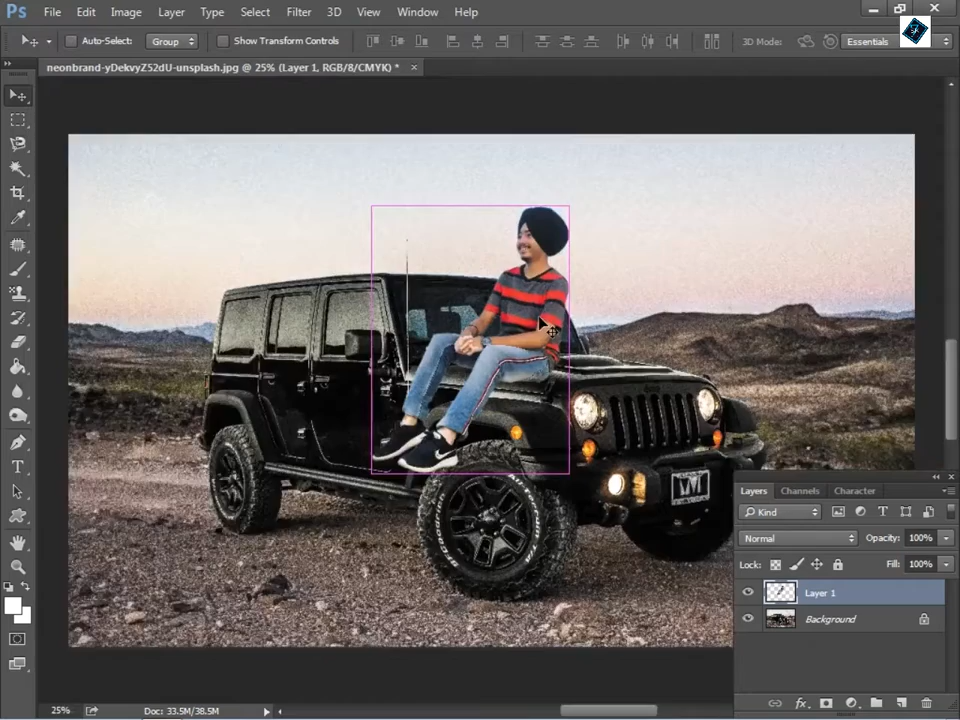 Ps File Edit Image Layer Type Select Filter 3D View Window Help
Auto-Select: Group Show Transform Controls 3D Mode: Essentials
neonbrand-yDekvyZ52dU-unsplash.jpg @ 25% (Layer 1, RGB/8/CMYK) * ×
Layers Channels Character
Kind
Normal Opacity: 100%
Lock: Fill: 100%
Layer 1
Background
fx
25% Doc: 33.5M/38.5M